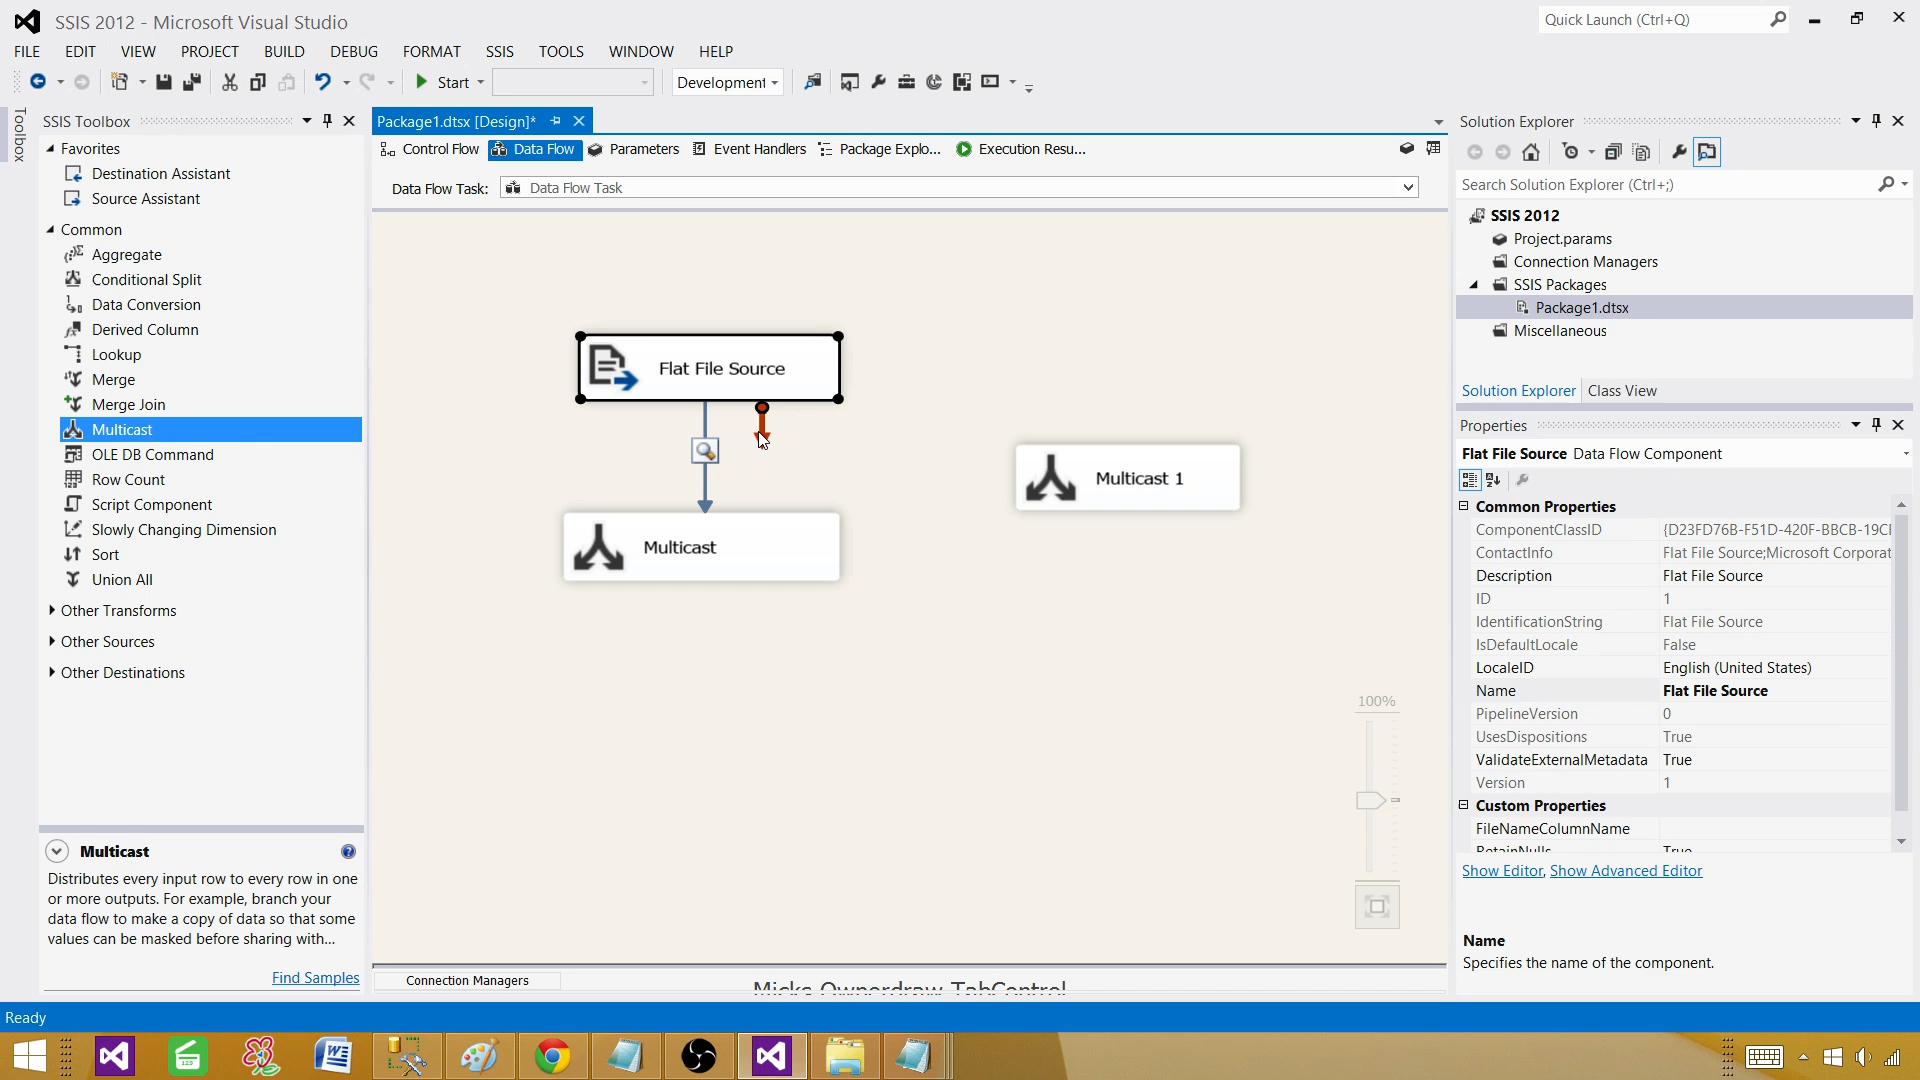 SSIS 2012 - Microsoft Visual Studio
Quick Launch (Ctrl+Q)
FILE EDIT VIEW PROJECT BUILD DEBUG FORMAT SSIS TOOLS WINDOW HELP
Start
Development
Toolbox
SSIS Toolbox
Favorites
Destination Assistant
Source Assistant
Common
Aggregate
Conditional Split
Data Conversion
Derived Column
Lookup
Merge
Merge Join
Multicast
OLE DB Command
Row Count
Script Component
Slowly Changing Dimension
Sort
Union All
Other Transforms
Other Sources
Other Destinations
Multicast
Distributes every input row to every row in one
or more outputs. For example, branch your
data flow to make a copy of data so that some
values can be masked before sharing with...
Find Samples
Package1.dtsx [Design]*
Control Flow Data Flow Parameters Event Handlers Package Explo... Execution Resu...
Data Flow Task: Data Flow Task
Flat File Source
Multicast 1
Multicast
100%
Connection Managers
Micks Ownerdraw TabControl
Solution Explorer
Search Solution Explorer (Ctrl+;)
SSIS 2012
Project.params
Connection Managers
SSIS Packages
Package1.dtsx
Miscellaneous
Solution Explorer Class View
Properties
Flat File Source Data Flow Component
Common Properties
ComponentClassID {D23FD76B-F51D-420F-BBCB-19C
ContactInfo Flat File Source;Microsoft Corporat
Description Flat File Source
ID 1
IdentificationString Flat File Source
IsDefaultLocale False
LocaleID English (United States)
Name Flat File Source
PipelineVersion 0
UsesDispositions True
ValidateExternalMetadata True
Version 1
Custom Properties
FileNameColumnName
RetainNulls True
Show Editor, Show Advanced Editor
Name
Specifies the name of the component.
Ready